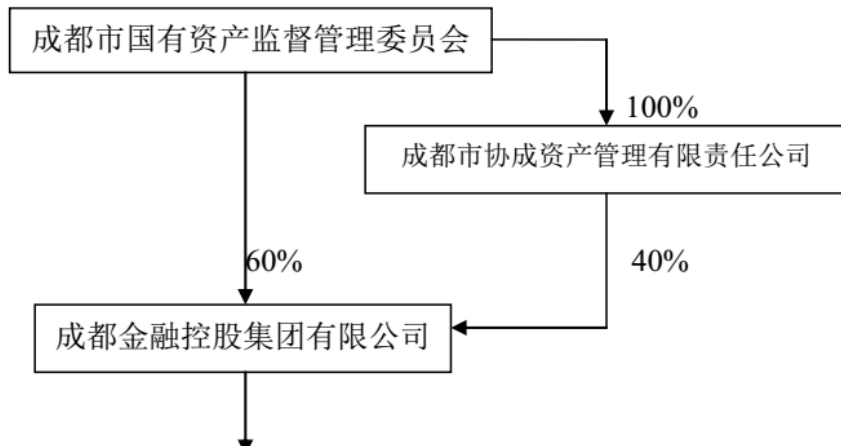 成都市国有资产监督管理委员会
100%
成都市协成资产管理有限责任公司
60%
40%
成都金融控股集团有限公司